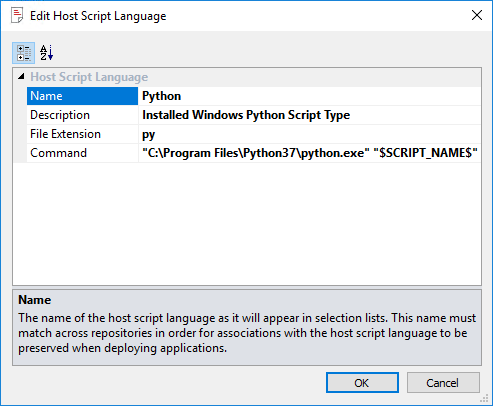 Edit Host Script Language
Host Script Language
Name Python
Description Installed Windows Python Script Type
File Extension py
Command "C:\Program Files\Python37\python.exe" "$SCRIPT_NAME$"
Name
The name of the host script language as it will appear in selection lists. This name must
match across repositories in order for associations with the host script language to be
preserved when deploying applications.
OK Cancel